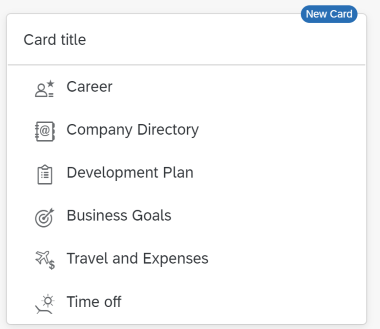 New Card
Card title
Career
Company Directory
Development Plan
Business Goals
Travel and Expenses
Time off